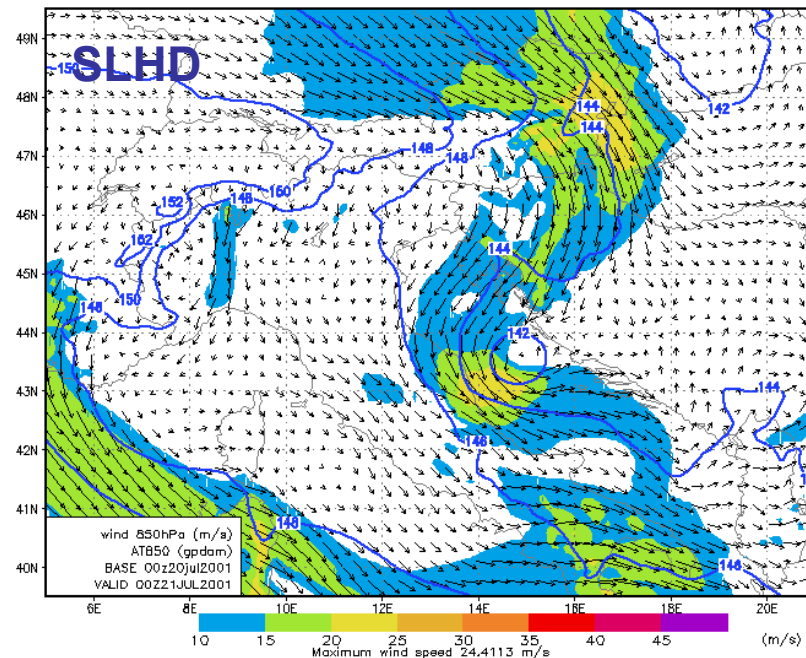 49N
SLHD
150
48N
144
142
144
47N
148
148
150
152
148
46N
152
45N
144
150
148
44N
142
43N
144
42N
146
41N
148
wind 850hPa (m/s)
AT850 (gpdam)
BASE 00z20jul2001
VALID 00Z21JUL2001
40N
146
6E 8E 10E 12E 14E 16E 18E 20E
10 15 20 25 30 35 40 45 (m/s)
Maximum wind speed 24.4113 m/s